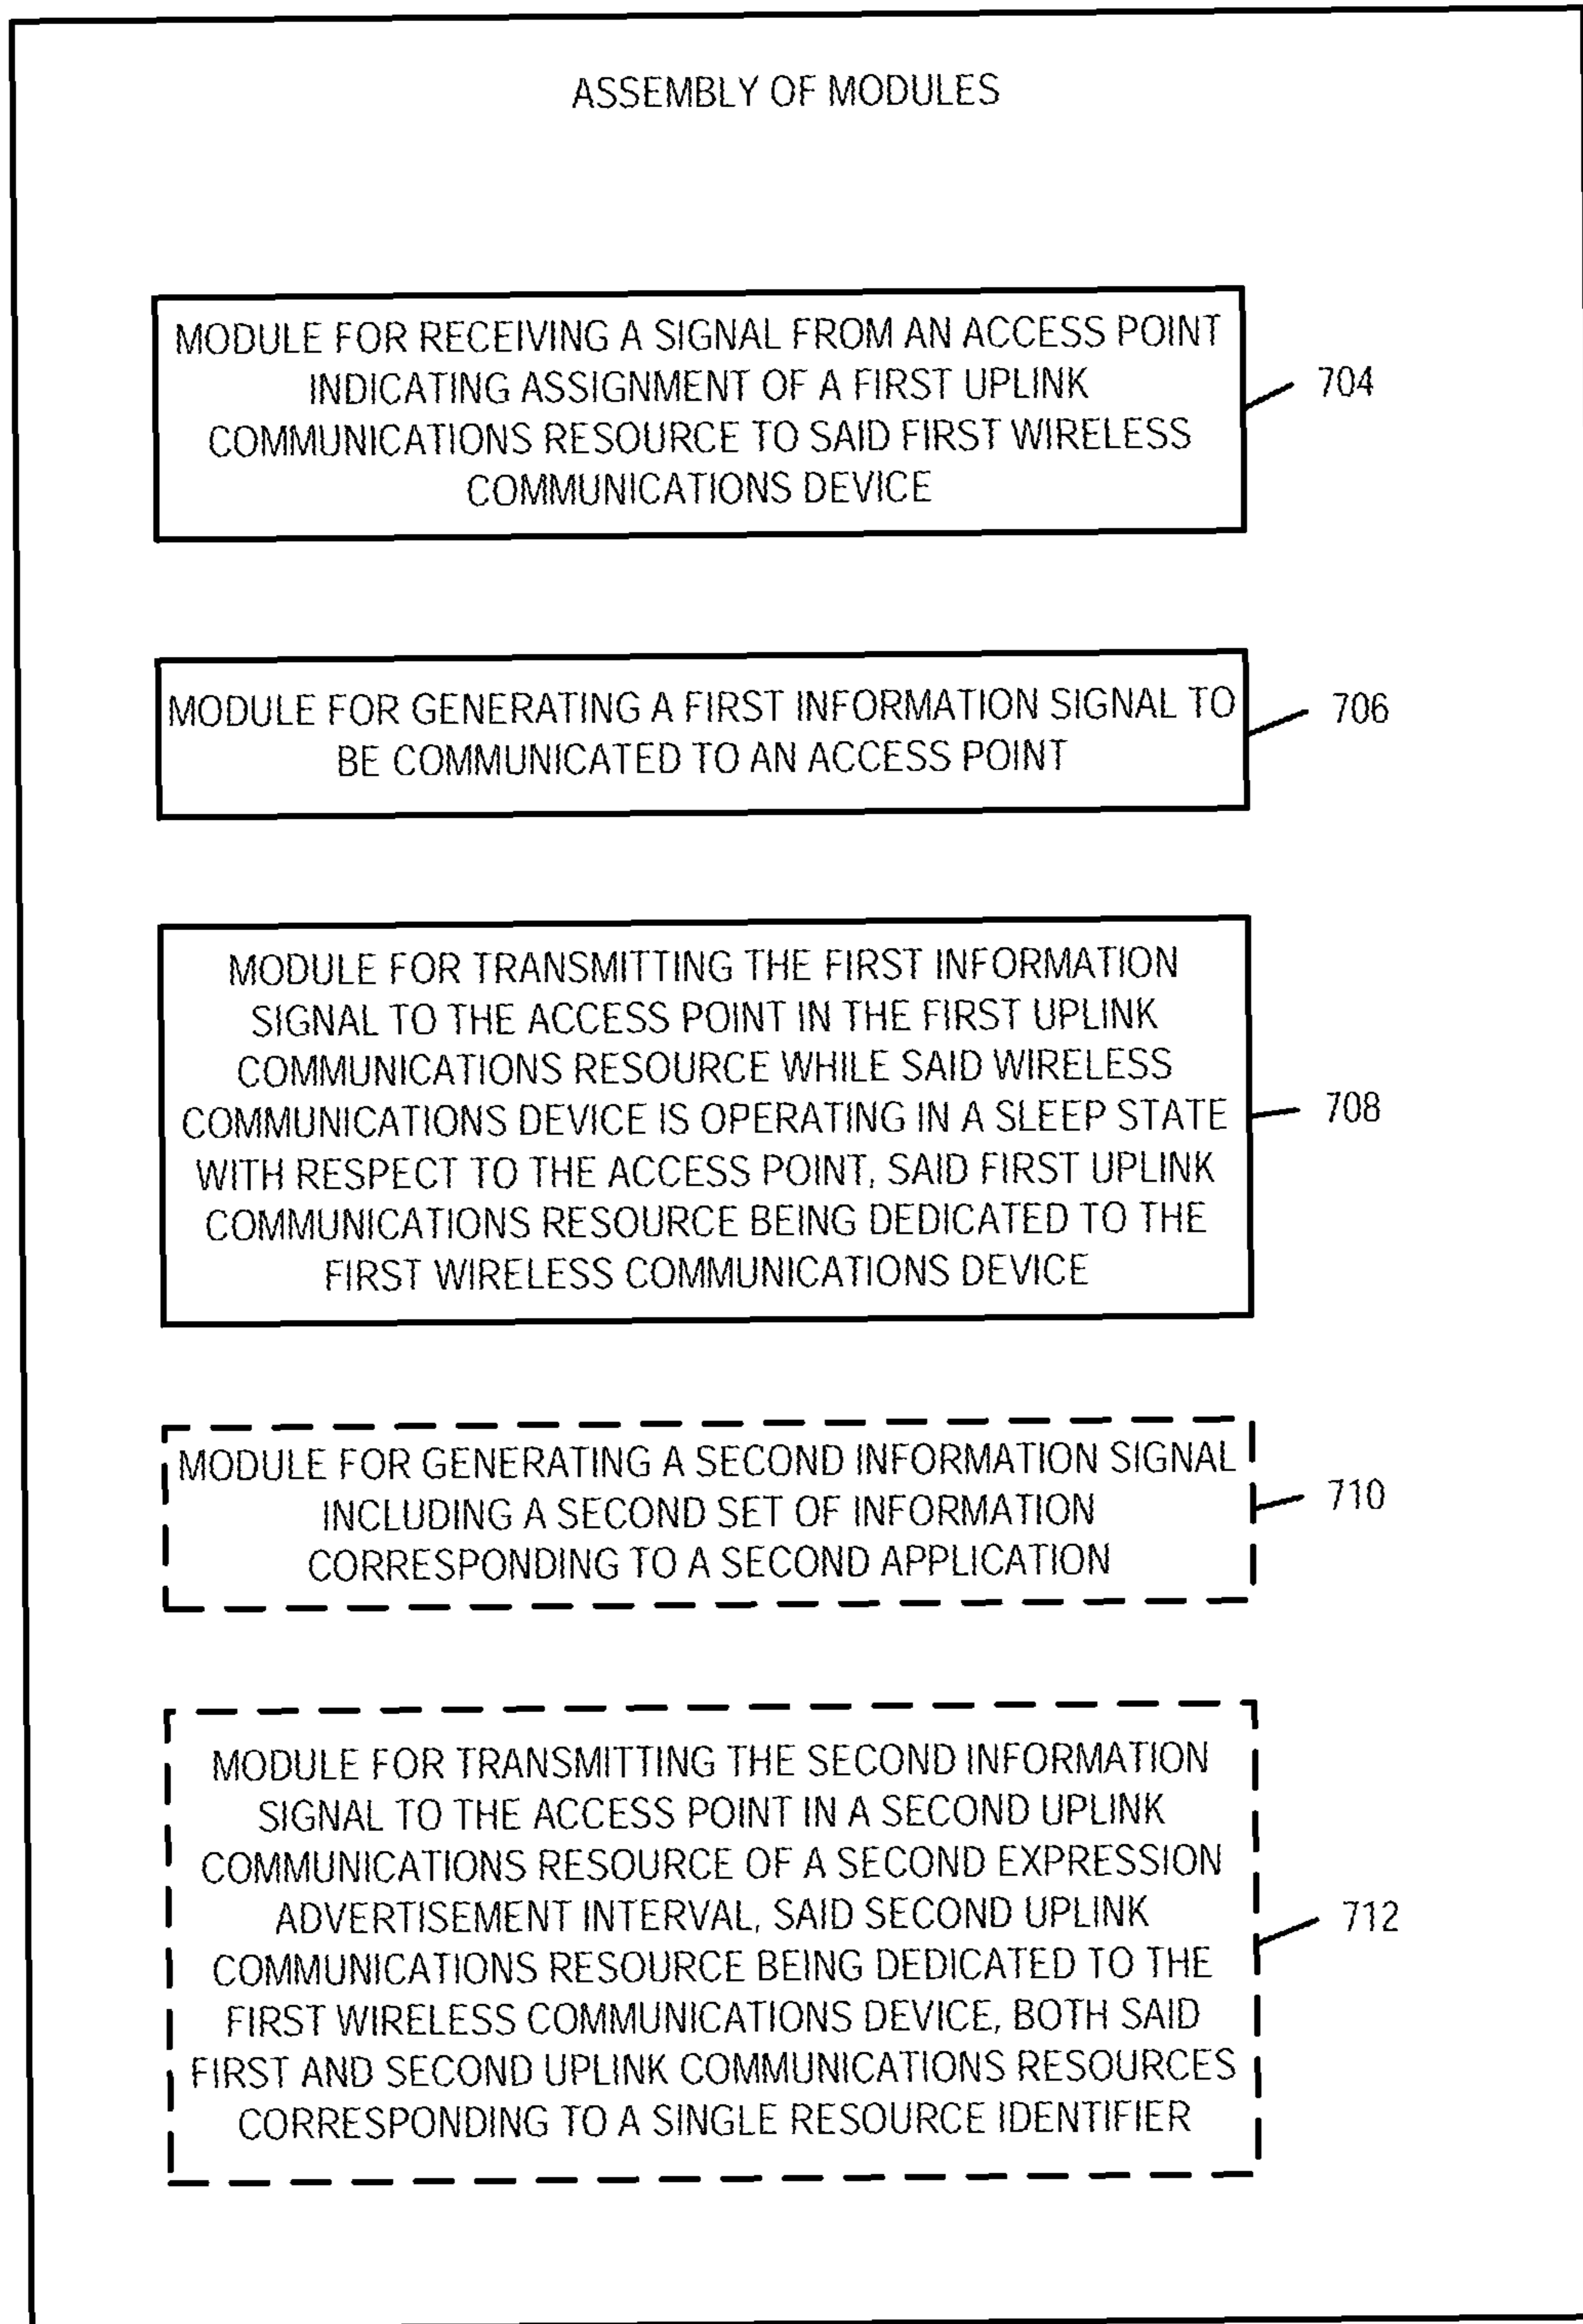 ASSEMBLY OF MODULES
MODULE FOR RECEIVING A SIGNAL FROM AN ACCESS POINT
INDICATING ASSIGNMENT OF A FIRST UPLINK
COMMUNICATIONS RESOURCE TO SAID FIRST WIRELESS
COMMUNICATIONS DEVICE
704
MODULE FOR GENERATING A FIRST INFORMATION SIGNAL TO
BE COMMUNICATED TO AN ACCESS POINT
706
MODULE FOR TRANSMITTING THE FIRST INFORMATION
SIGNAL TO THE ACCESS POINT IN THE FIRST UPLINK
COMMUNICATIONS RESOURCE WHILE SAID WIRELESS
COMMUNICATIONS DEVICE IS OPERATING IN A SLEEP STATE
WITH RESPECT TO THE ACCESS POINT, SAID FIRST UPLINK
COMMUNICATIONS RESOURCE BEING DEDICATED TO THE
FIRST WIRELESS COMMUNICATIONS DEVICE
708
MODULE FOR GENERATING A SECOND INFORMATION SIGNAL
INCLUDING A SECOND SET OF INFORMATION
CORRESPONDING TO A SECOND APPLICATION
710
MODULE FOR TRANSMITTING THE SECOND INFORMATION
SIGNAL TO THE ACCESS POINT IN A SECOND UPLINK
COMMUNICATIONS RESOURCE OF A SECOND EXPRESSION
ADVERTISEMENT INTERVAL, SAID SECOND UPLINK
COMMUNICATIONS RESOURCE BEING DEDICATED TO THE
FIRST WIRELESS COMMUNICATIONS DEVICE, BOTH SAID
FIRST AND SECOND UPLINK COMMUNICATIONS RESOURCES
CORRESPONDING TO A SINGLE RESOURCE IDENTIFIER
712